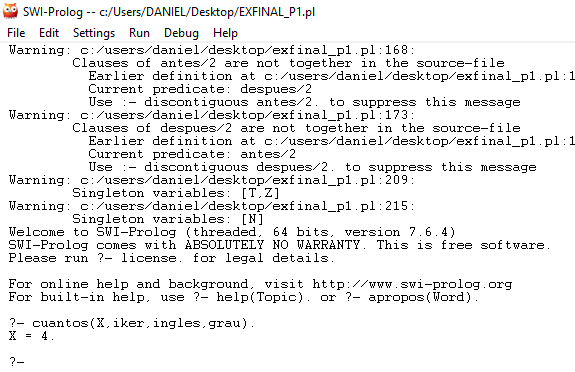 SWI-Prolog -- c:/Users/DANIEL/Desktop/EXFINAL_P1.pl
File Edit Settings Run Debug Help
Warning: c:/users/daniel/desktop/exfinal_p1.pl:168:
Clauses of antes/2 are not together in the source-file
Earlier definition at c:/users/daniel/desktop/exfinal_p1.pl:1
Current predicate: despues/2
Use :- discontiguous antes/2. to suppress this message
Warning: c:/users/daniel/desktop/exfinal_p1.pl:173:
Clauses of despues/2 are not together in the source-file
Earlier definition at c:/users/daniel/desktop/exfinal_p1.pl:1
Current predicate: antes/2
Use :- discontiguous despues/2. to suppress this message
Warning: c:/users/daniel/desktop/exfinal_p1.pl:209:
Singleton variables: [T,Z]
Warning: c:/users/daniel/desktop/exfinal_p1.pl:215:
Singleton variables: [N]
Welcome to SWI-Prolog (threaded, 64 bits, version 7.6.4)
SWI-Prolog comes with ABSOLUTELY NO WARRANTY. This is free software.
Please run ?- license. for legal details.
For online help and background, visit http://www.swi-prolog.org
For built-in help, use ?- help(Topic). or ?- apropos(Word).
?- cuantos(X,iker,ingles,grau).
X = 4.
?-